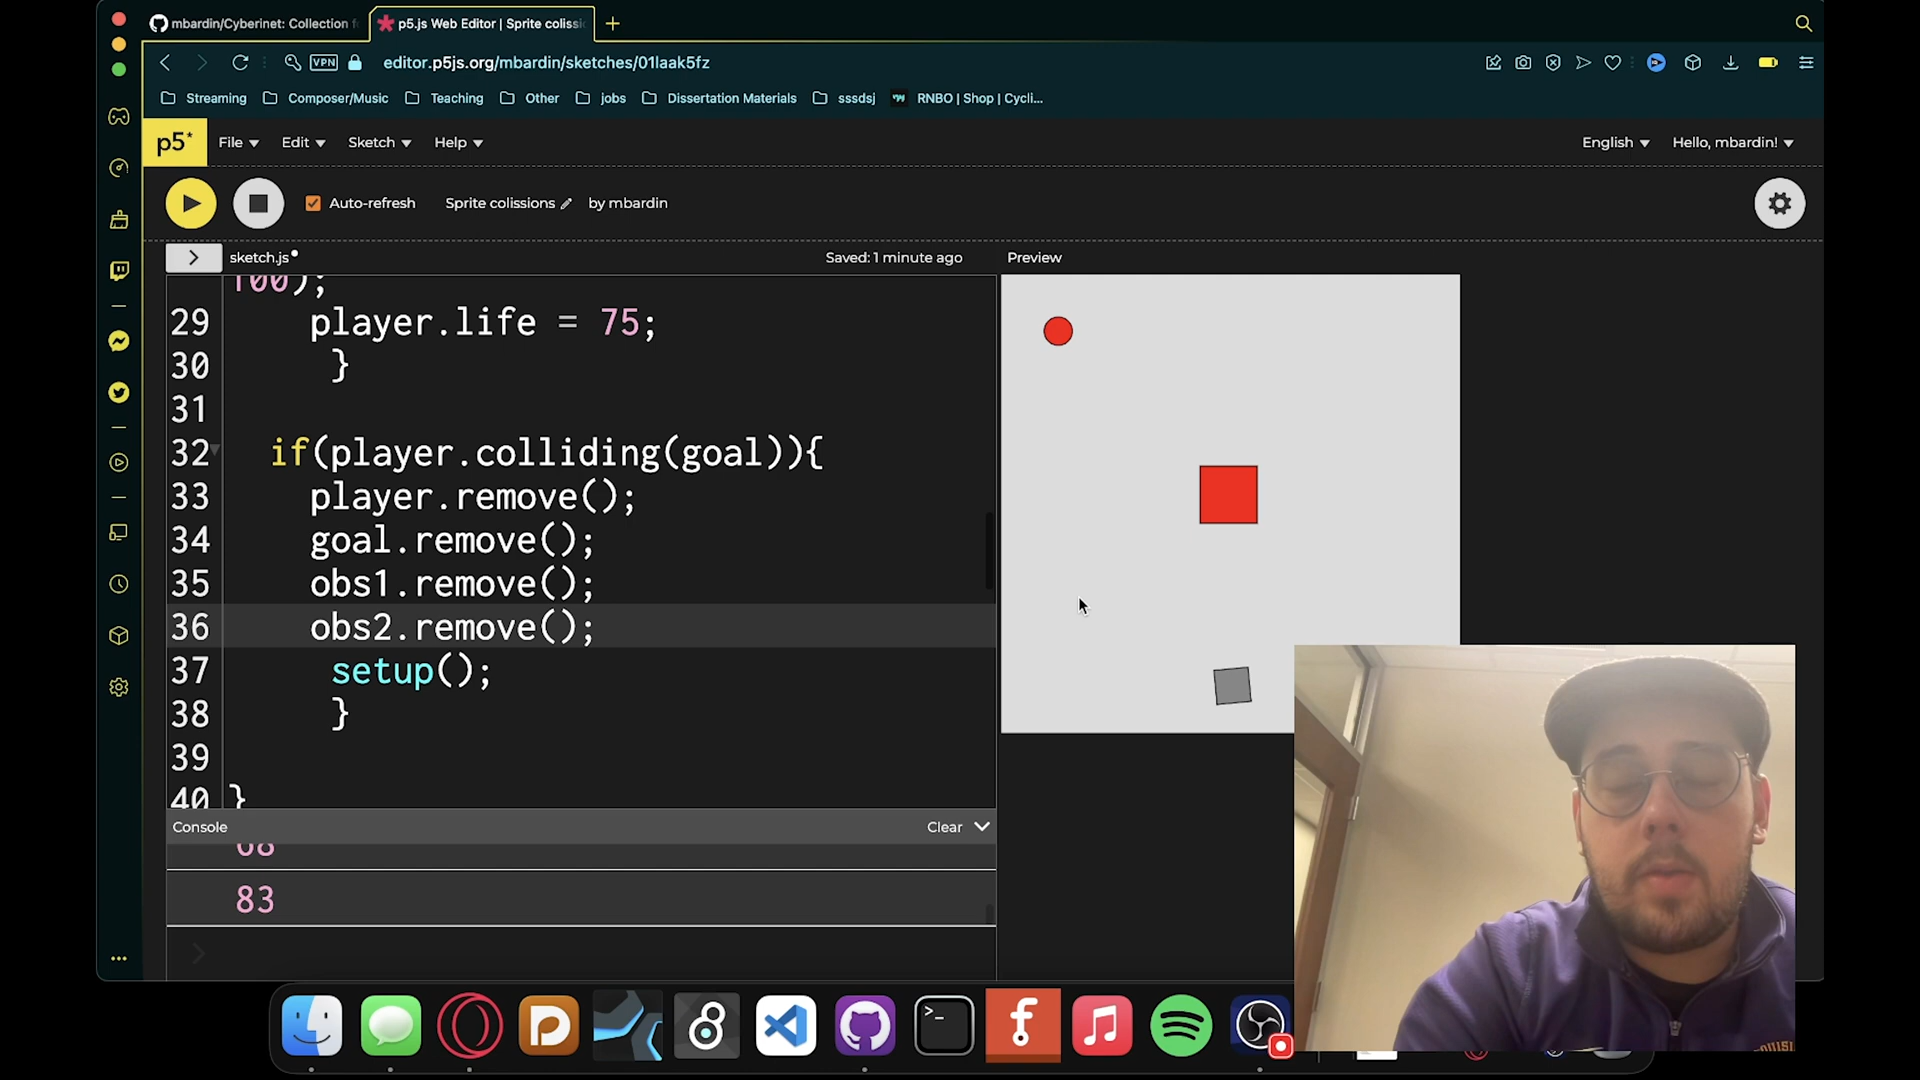 mbardin/Cyberinet: Collection f
p5.js Web Editor | Sprite colissi
VPN
editor.p5js.org/mbardin/sketches/01laak5fz
Streaming
Composer/Music
Teaching
Other
jobs
Dissertation Materials
sssdsj
RNBO | Shop | Cycli...
p5*
File
Edit
Sketch
Help
English
Hello, mbardin!
Auto-refresh
Sprite colissions
by mbardin
sketch.js
Saved: 1 minute ago
Preview
100);
29 player.life = 75;
30 }
31
32 if(player.colliding(goal)){
33 player.remove();
34 goal.remove();
35 obs1.remove();
36 obs2.remove();
37 setup();
38 }
39
40 }
Console
Clear
83